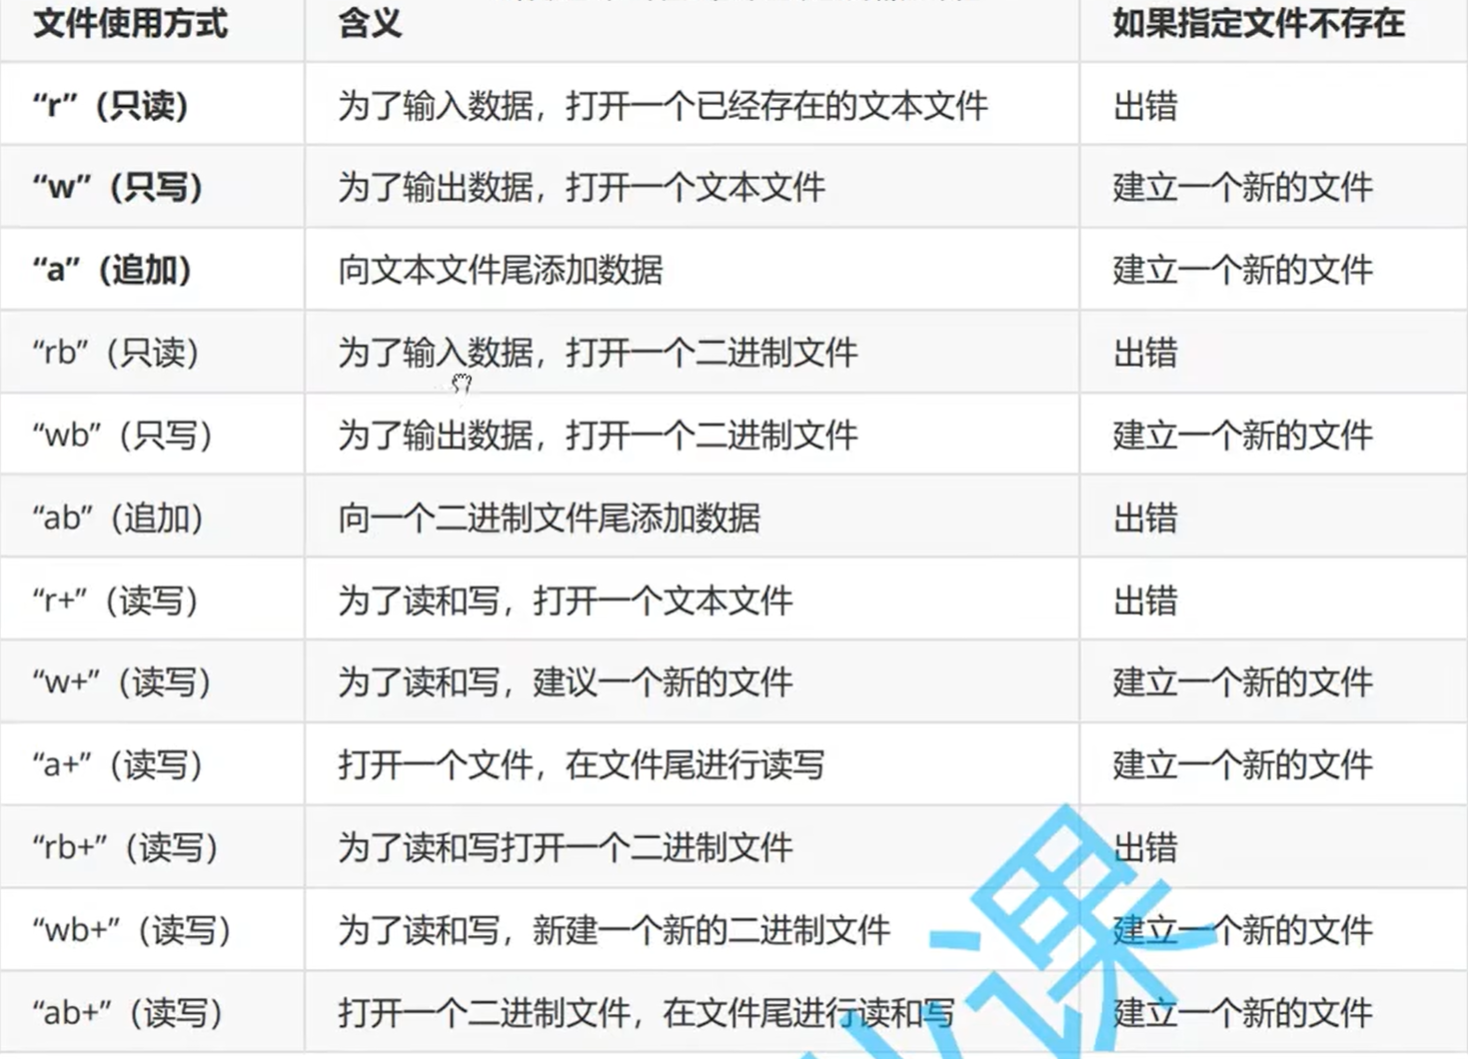 文件使用方式 含义 如果指定文件不存在
“r”（只读） 为了输入数据，打开一个已经存在的文本文件 出错
“w”（只写） 为了输出数据，打开一个文本文件 建立一个新的文件
“a”（追加） 向文本文件尾添加数据 建立一个新的文件
“rb”（只读） 为了输入数据，打开一个二进制文件 出错
“wb”（只写） 为了输出数据，打开一个二进制文件 建立一个新的文件
“ab”（追加） 向一个二进制文件尾添加数据 出错
“r+”（读写） 为了读和写，打开一个文本文件 出错
“w+”（读写） 为了读和写，建议一个新的文件 建立一个新的文件
“a+”（读写） 打开一个文件，在文件尾进行读写 建立一个新的文件
“rb+”（读写） 为了读和写打开一个二进制文件 出错
“wb+”（读写） 为了读和写，新建一个新的二进制文件 建立一个新的文件
“ab+”（读写） 打开一个二进制文件，在文件尾进行读和写 建立一个新的文件
课